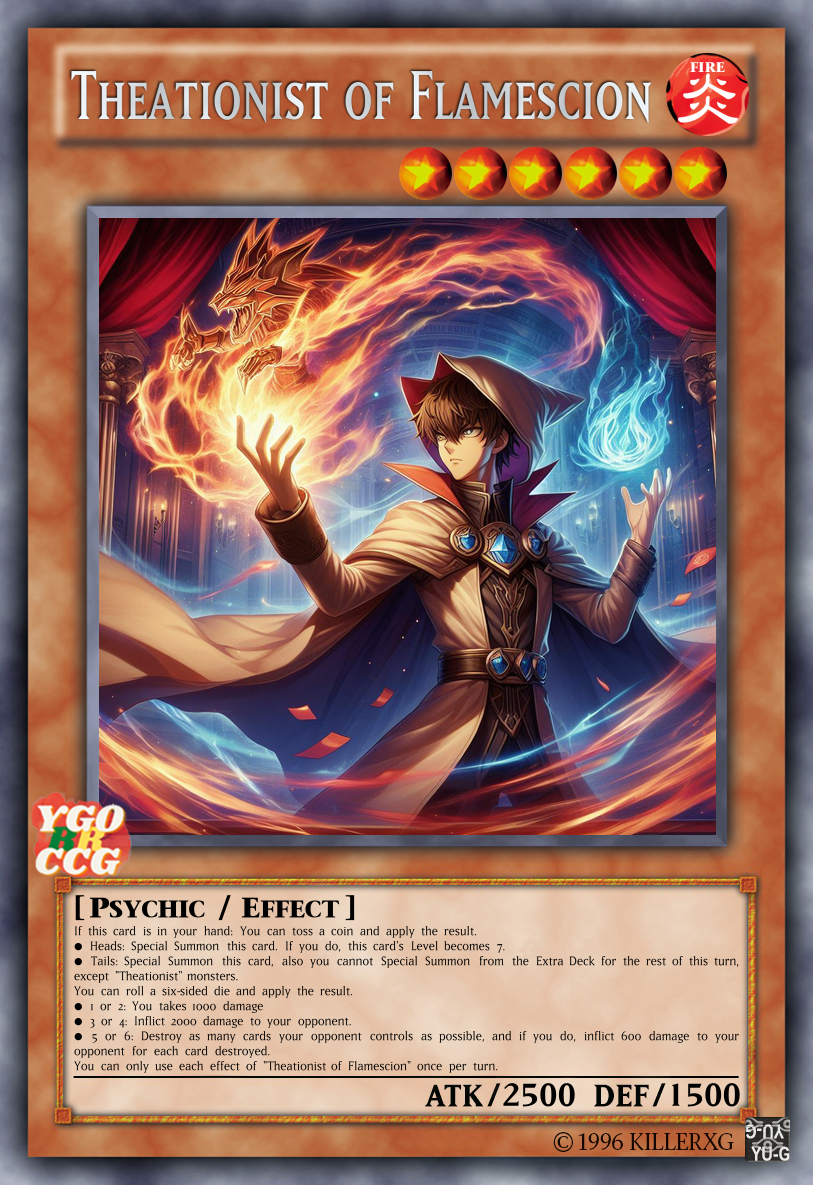 THEATIONIST OF FLAMESCION
FIRE
炎
YGO
RR
CCG
[ PSYCHIC / EFFECT ]
If this card is in your hand: You can toss a coin and apply the result.
● Heads: Special Summon this card. If you do, this card's Level becomes 7.
● Tails: Special Summon this card, also you cannot Special Summon from the Extra Deck for the rest of this turn,
except "Theationist" monsters.
You can roll a six-sided die and apply the result.
● 1 or 2: You takes 1000 damage
● 3 or 4: Inflict 2000 damage to your opponent.
● 5 or 6: Destroy as many cards your opponent controls as possible, and if you do, inflict 600 damage to your
opponent for each card destroyed.
You can only use each effect of "Theationist of Flamescion" once per turn.
ATK/2500 DEF/1500
© 1996 KILLERXG
YU-G
YU-G